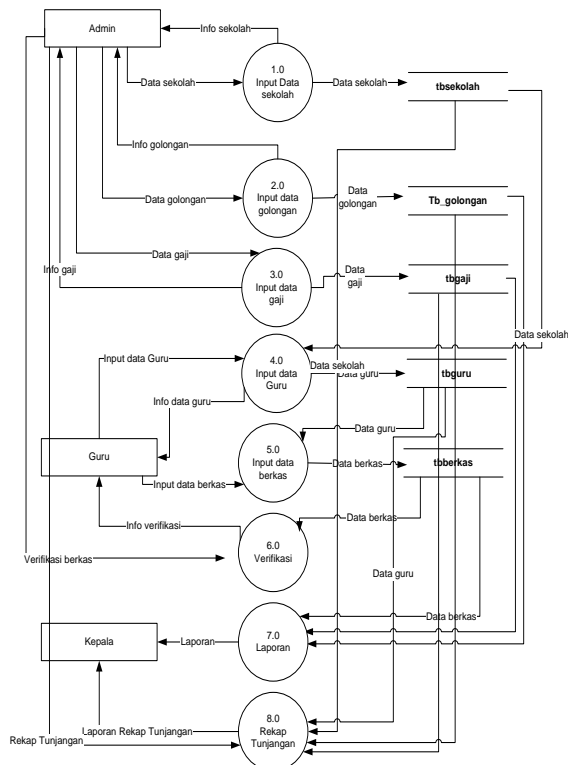 Admin
Info sekolah
1.0
Input Data
sekolah
Data sekolah
Data sekolah
tbsekolah
Info golongan
2.0
Input data
golongan
Data golongan
Data
golongan
Tb_golongan
Data gaji
Info gaji
3.0
Input data
gaji
Data
gaji
tbgaji
Data sekolah
Input data Guru
4.0
Input data
Guru
Data sekolah
Data guru
tbguru
Info data guru
Data guru
Guru
5.0
Input data
berkas
Data berkas
tbberkas
Input data berkas
Info verifikasi
Data berkas
6.0
Verifikasi
Verifikasi berkas
Data guru
Data berkas
Kepala
Laporan
7.0
Laporan
8.0
Rekap
Tunjangan
Laporan Rekap Tunjangan
Rekap Tunjangan